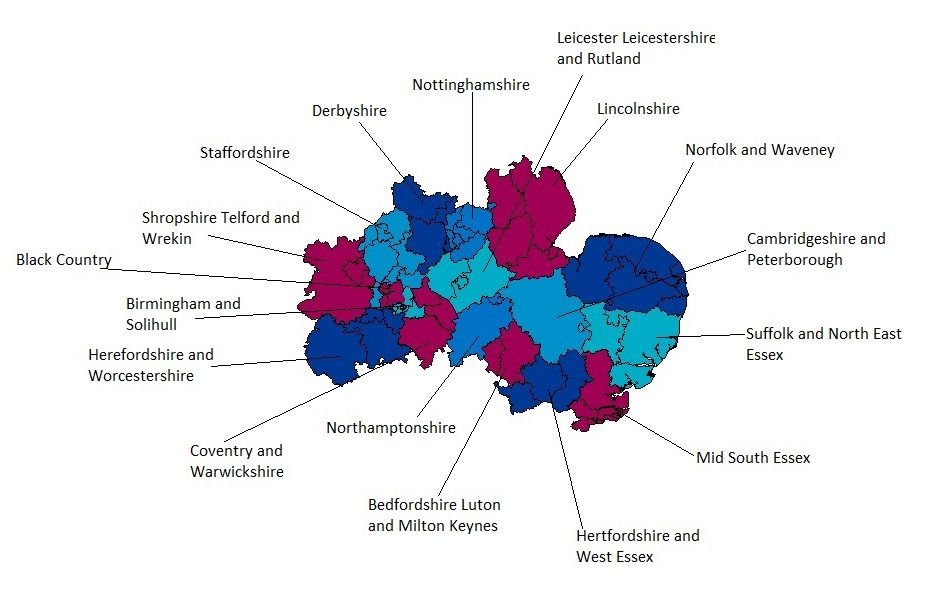 Leicester Leicestershire
and Rutland
Nottinghamshire
Lincolnshire
Derbyshire
Norfolk and Waveney
Staffordshire
Shropshire Telford and
Wrekin
Cambridgeshire and
Peterborough
Black Country
Birmingham and
Solihull
Suffolk and North East
Essex
Herefordshire and
Worcestershire
Northamptonshire
Coventry and
Warwickshire
Mid South Essex
Bedfordshire Luton
and Milton Keynes
Hertfordshire and
West Essex